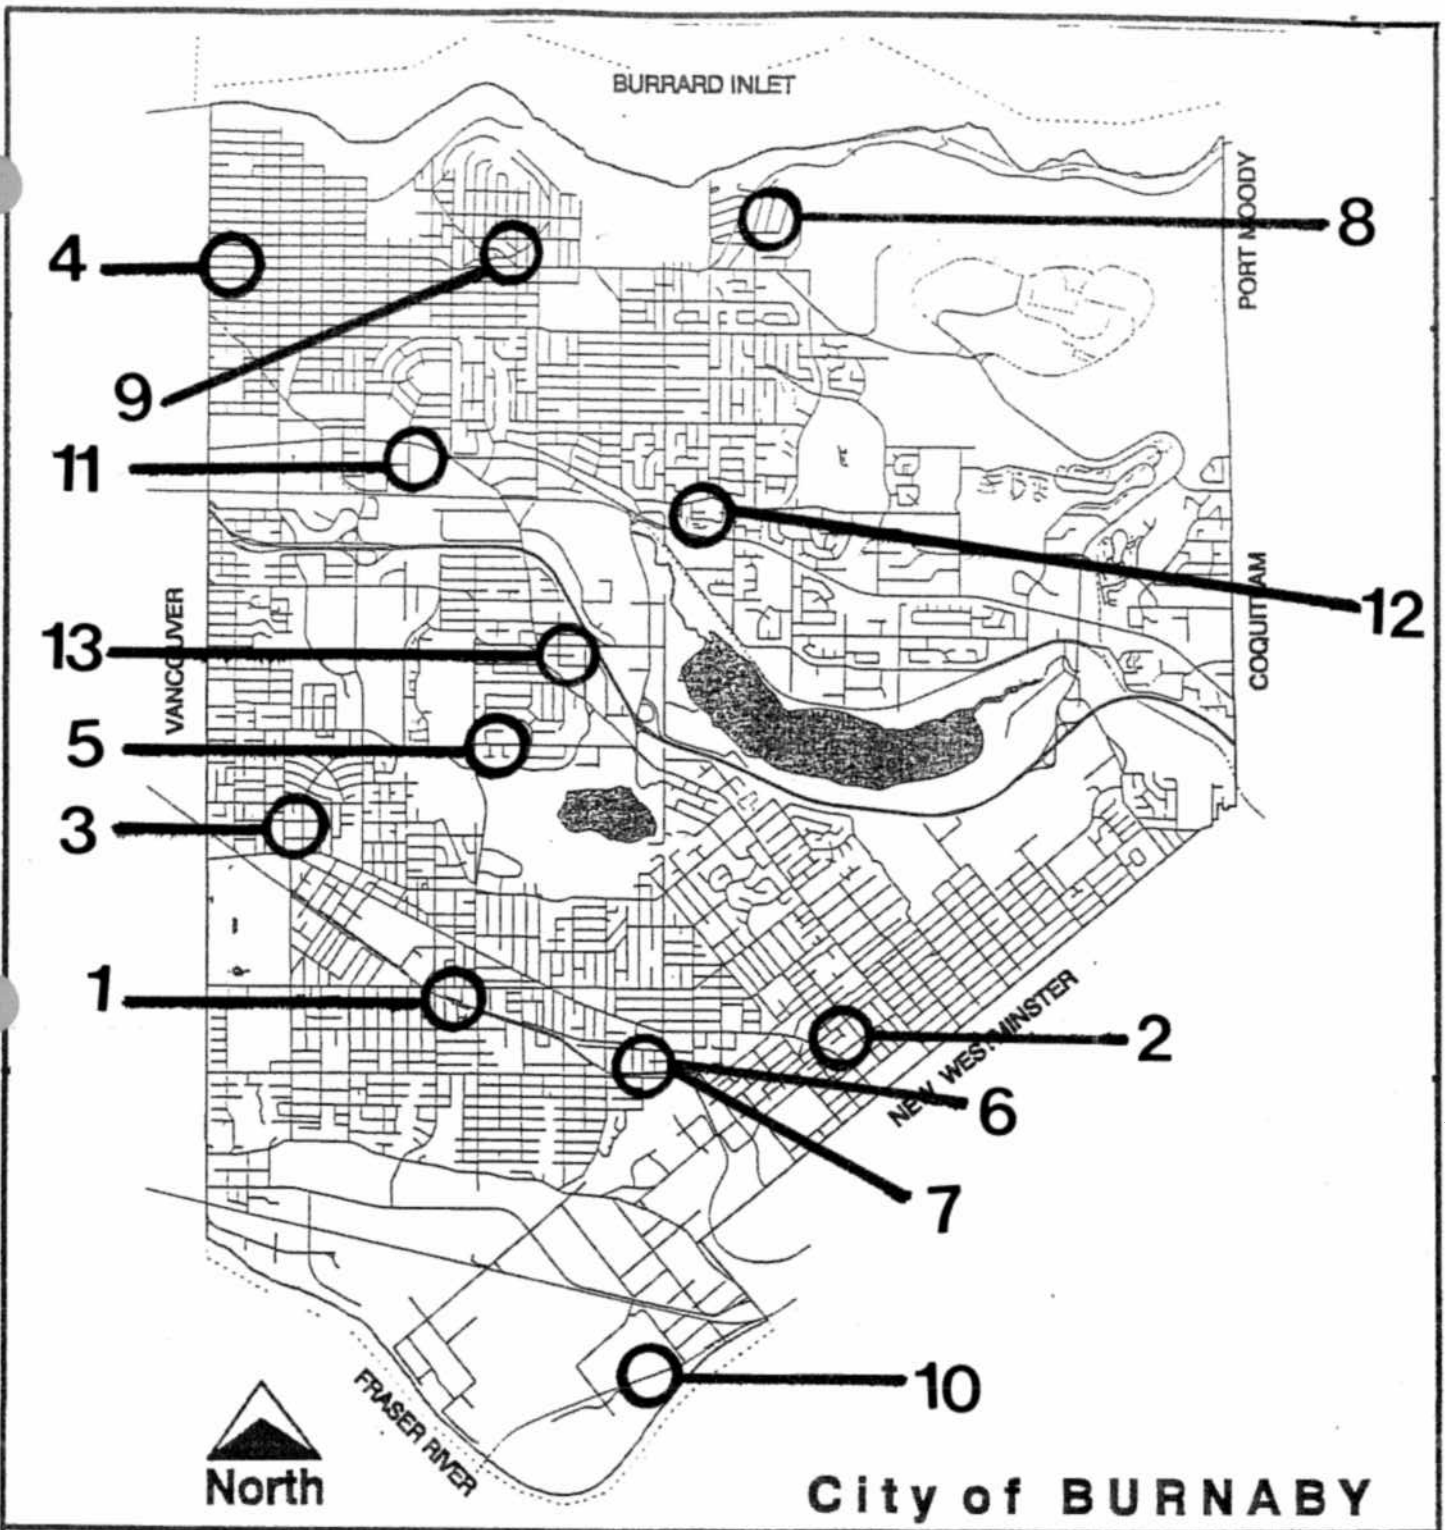 BURRARD INLET
PORT MOODY
8
4
9
11
12
COQUITLAM
VANCOUVER
13
5
3
1
2
NEW WESTMINSTER
6
7
10
FRASER RIVER
North
City of BURNABY